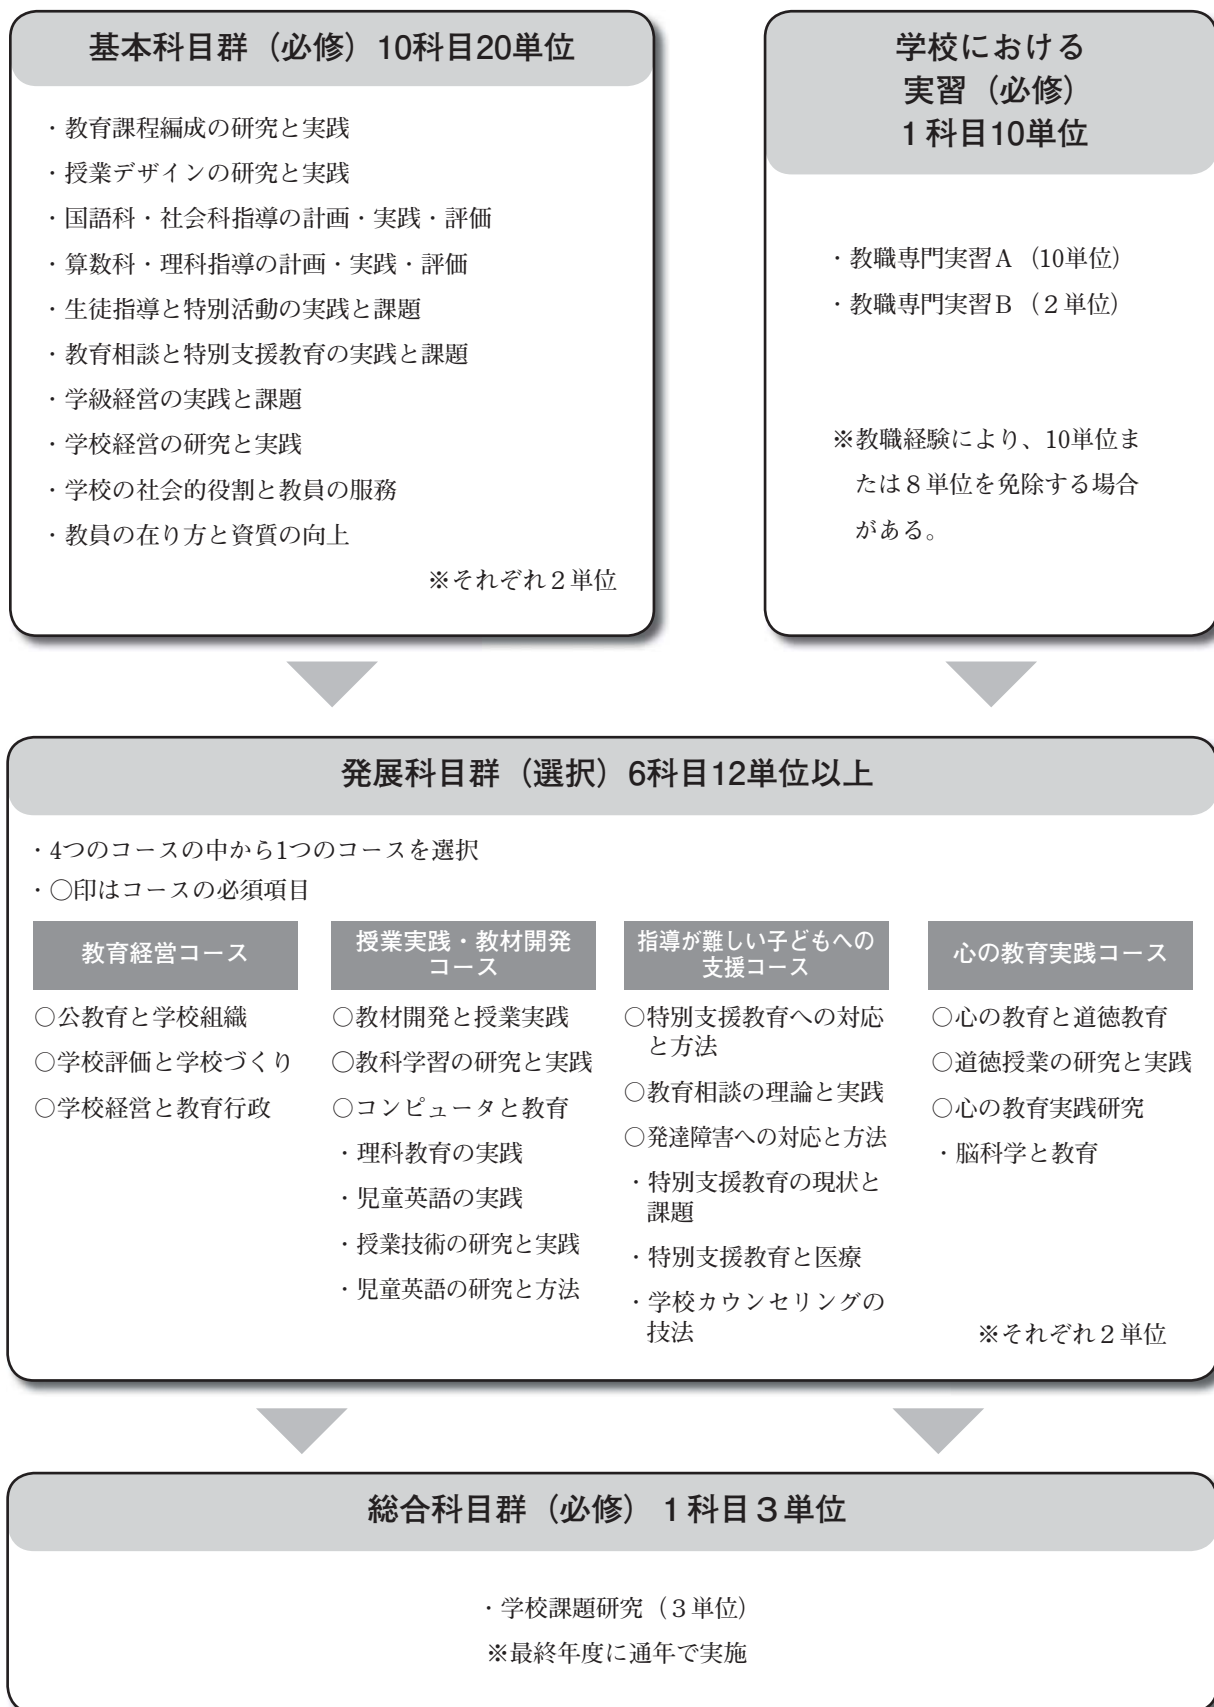 基本科目群（必修）10科目20単位
・教育課程編成の研究と実践
・授業デザインの研究と実践
・国語科・社会科指導の計画・実践・評価
・算数科・理科指導の計画・実践・評価
・生徒指導と特別活動の実践と課題
・教育相談と特別支援教育の実践と課題
・学級経営の実践と課題
・学校経営の研究と実践
・学校の社会的役割と教員の服務
・教員の在り方と資質の向上
※それぞれ２単位
学校における
実習（必修）
１科目10単位
・教職専門実習Ａ（10単位）
・教職専門実習Ｂ（２単位）
※教職経験により、10単位ま
たは８単位を免除する場合
がある。
発展科目群（選択）6科目12単位以上
・4つのコースの中から1つのコースを選択
・○印はコースの必須項目
教育経営コース
○公教育と学校組織
○学校評価と学校づくり
○学校経営と教育行政
授業実践・教材開発
コース
○教材開発と授業実践
○教科学習の研究と実践
○コンピュータと教育
・理科教育の実践
・児童英語の実践
・授業技術の研究と実践
・児童英語の研究と方法
指導が難しい子どもへの
支援コース
○特別支援教育への対応
と方法
○教育相談の理論と実践
○発達障害への対応と方法
・特別支援教育の現状と
課題
・特別支援教育と医療
・学校カウンセリングの
技法
心の教育実践コース
○心の教育と道徳教育
○道徳授業の研究と実践
○心の教育実践研究
・脳科学と教育
※それぞれ２単位
総合科目群（必修）１科目３単位
・学校課題研究（３単位）
※最終年度に通年で実施